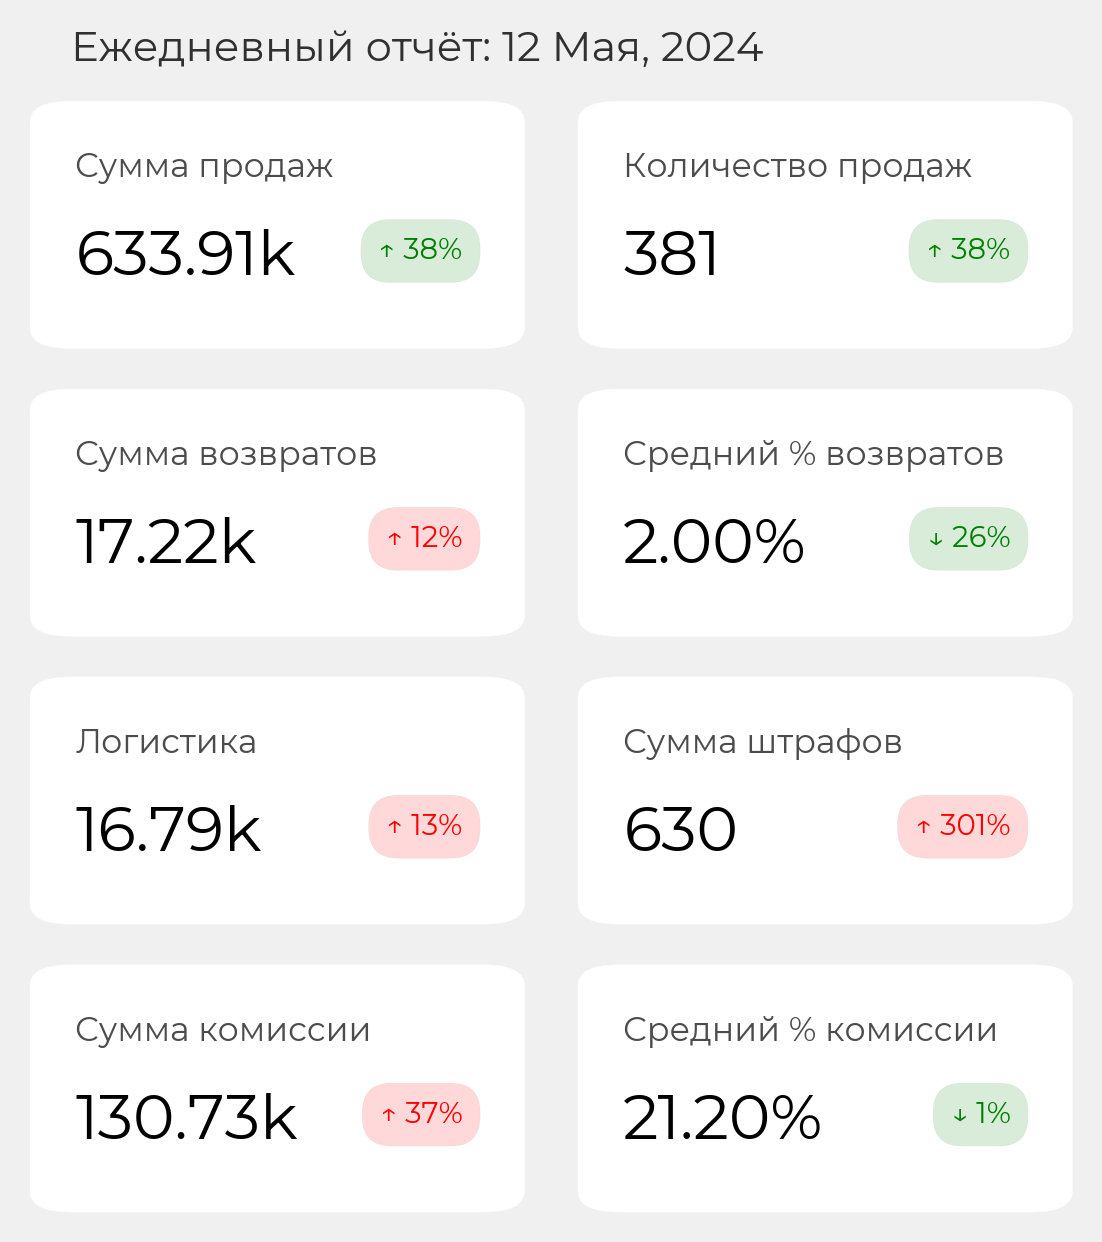 Ежедневный отчёт: 12 Мая, 2024
Сумма продаж
633.91k ↑ 38%
Количество продаж
381 ↑ 38%
Сумма возвратов
17.22k ↑ 12%
Средний % возвратов
2.00% ↓ 26%
Логистика
16.79k ↑ 13%
Сумма штрафов
630 ↑ 301%
Сумма комиссии
130.73k ↑ 37%
Средний % комиссии
21.20% ↓ 1%